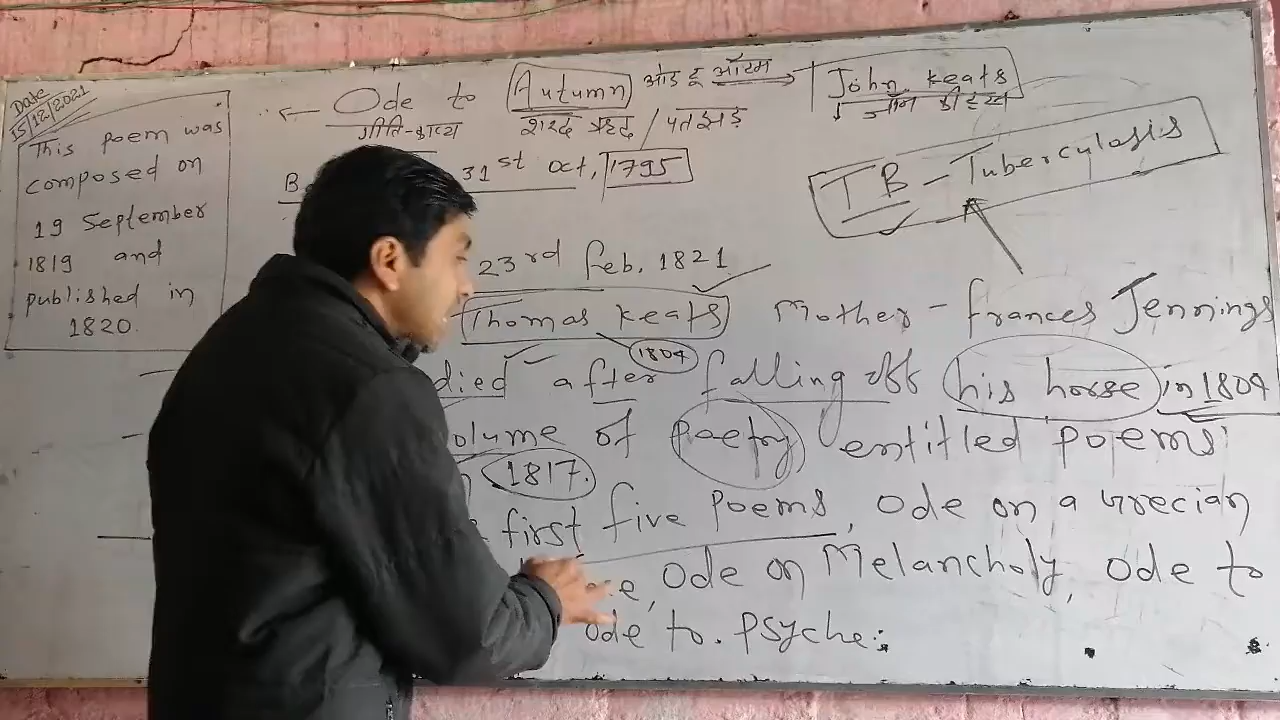 Date
15/12/2021
This poem was
composed on
19 September
1819 and
published in
1820.
Ode to Autumn ओड टू ऑटम → John Keats
गीति-काव्य शरद ऋतु / पतझड़ जॉन कीट्स
B 31st Oct, 1795
TB - Tuberculosis
23rd Feb. 1821
Thomas Keats Mother - Frances Jennings
1804
died after falling off his horse in 1804
olume of poetry entitled poems
1817.
first five poems, Ode on a Grecian
e, Ode on Melancholy, Ode to
Ode to. Psyche.